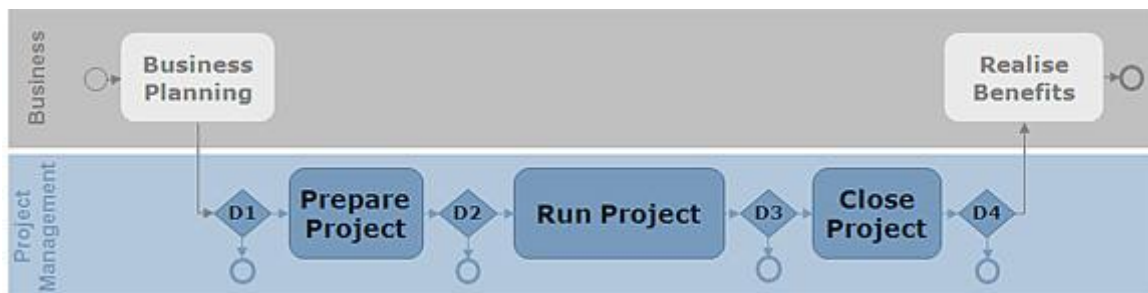 Business
Business
Planning
Realise
Benefits
Project
Management
D1
Prepare
Project
D2
Run Project
D3
Close
Project
D4